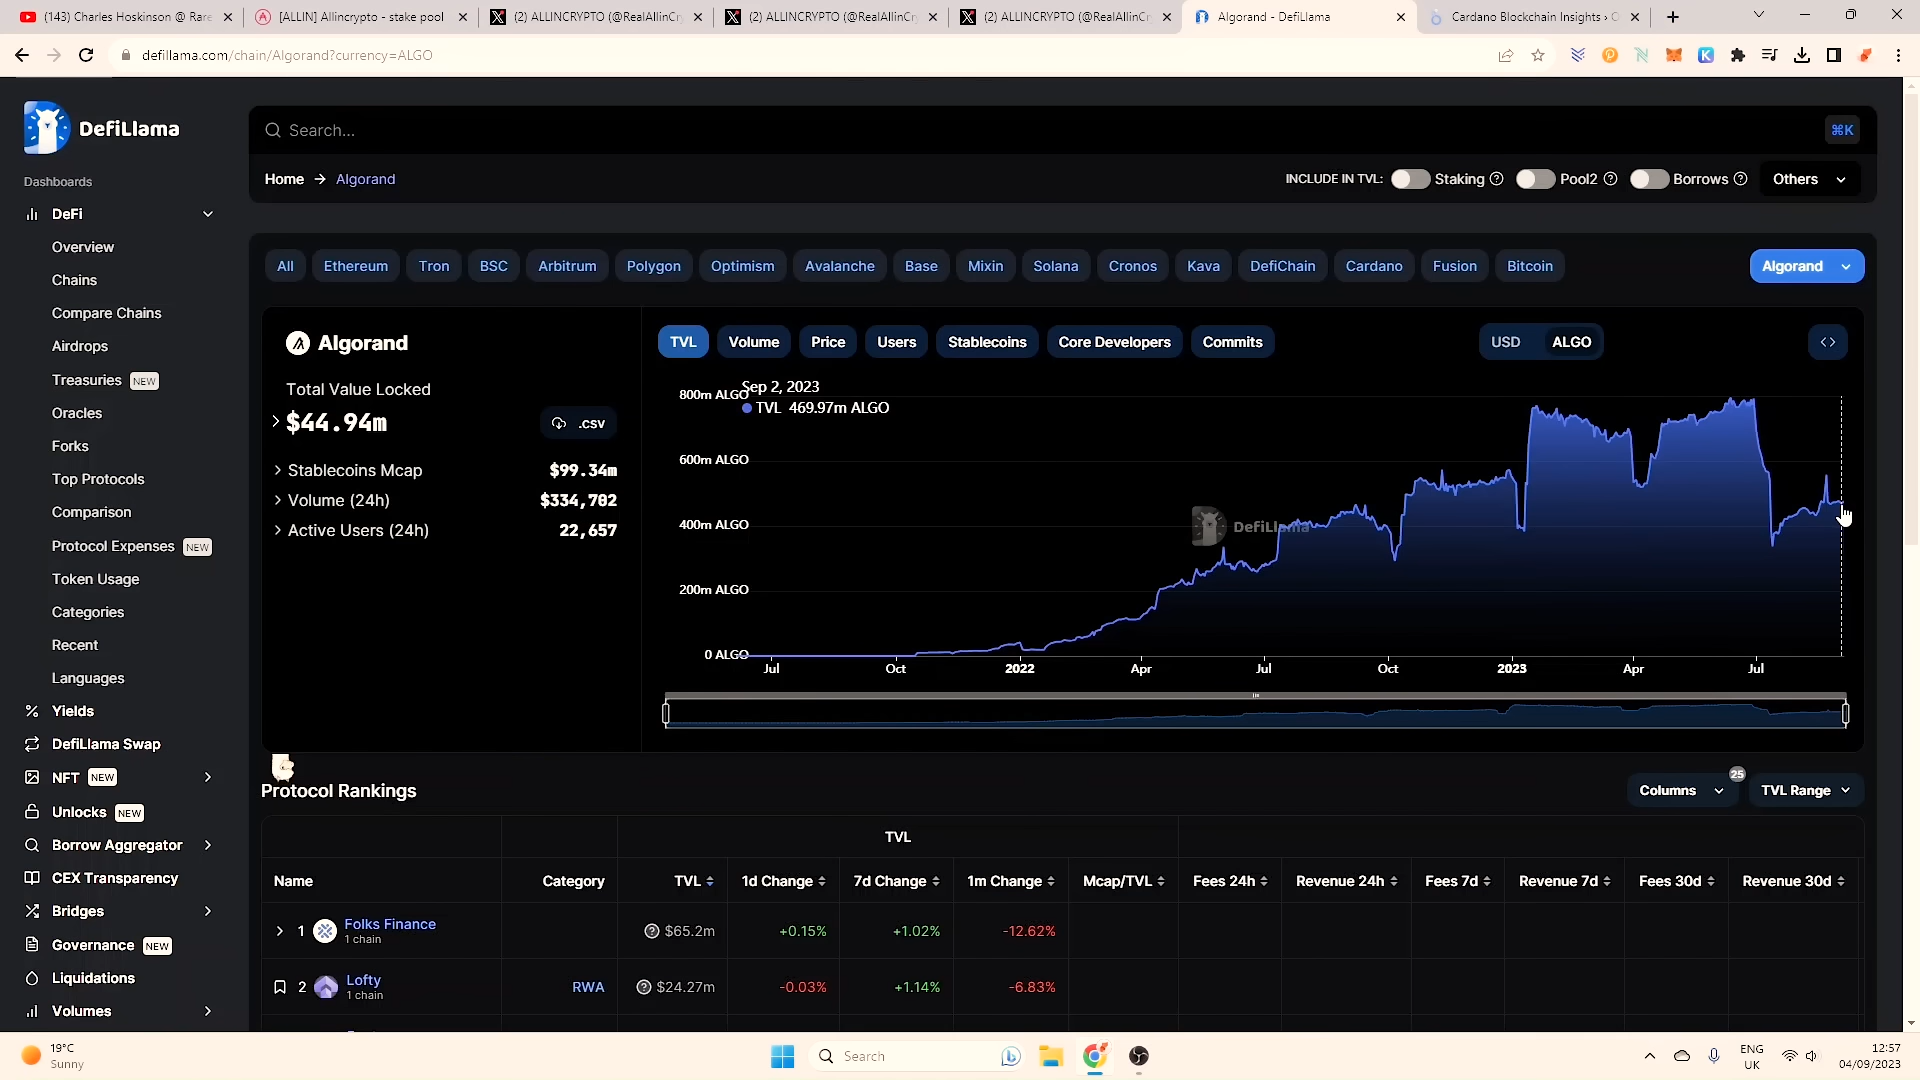 (143) Charles Hoskinson @ Rare
[ALLIN] Allincrypto - stake pool
(2) ALLINCRYPTO (@RealAllinCr
(2) ALLINCRYPTO (@RealAllinCr
(2) ALLINCRYPTO (@RealAllinCr
Algorand - DefiLlama
Cardano Blockchain Insights
defillama.com/chain/Algorand?currency=ALGO
DefiLlama
Search...
⌘K
Home → Algorand
INCLUDE IN TVL: Staking Pool2 Borrows Others
Dashboards
DeFi
Overview
Chains
Compare Chains
Airdrops
Treasuries NEW
Oracles
Forks
Top Protocols
Comparison
Protocol Expenses NEW
Token Usage
Categories
Recent
Languages
Yields
DefiLlama Swap
NFT NEW
Unlocks NEW
Borrow Aggregator
CEX Transparency
Bridges
Governance NEW
Liquidations
Volumes
All Ethereum Tron BSC Arbitrum Polygon Optimism Avalanche Base Mixin Solana Cronos Kava DefiChain Cardano Fusion Bitcoin Algorand
Algorand
Total Value Locked
$44.94m
.csv
Stablecoins Mcap $99.34m
Volume (24h) $334,702
Active Users (24h) 22,657
TVL Volume Price Users Stablecoins Core Developers Commits USD ALGO
Sep 2, 2023
TVL 469.97m ALGO
800m ALGO
600m ALGO
400m ALGO
200m ALGO
0 ALGO
DefiLlama
Jul Oct 2022 Apr Jul Oct 2023 Apr Jul
Protocol Rankings
Columns 25 TVL Range
TVL
Name Category TVL 1d Change 7d Change 1m Change Mcap/TVL Fees 24h Revenue 24h Fees 7d Revenue 7d Fees 30d Revenue 30d
1 Folks Finance $65.2m +0.15% +1.02% -12.62%
1 chain
2 Lofty RWA $24.27m -0.03% +1.14% -6.83%
1 chain
19°C
Sunny
Search
ENG
UK
12:57
04/09/2023